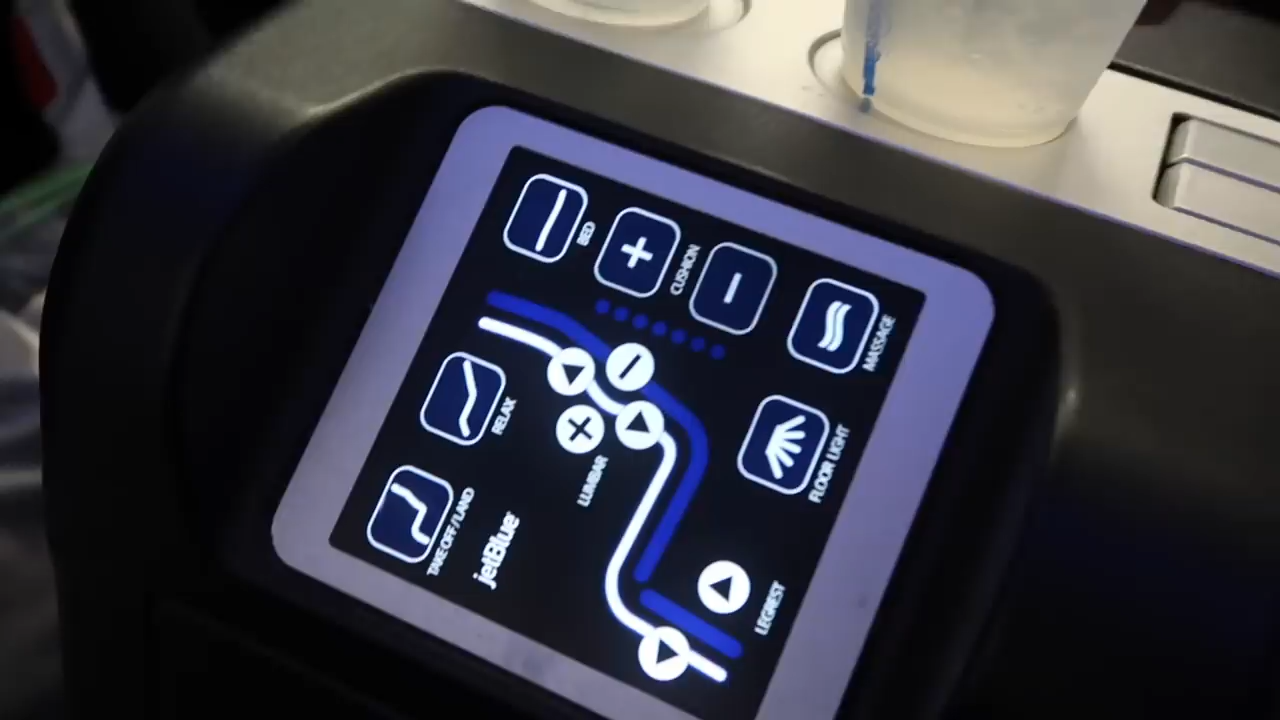 TAKE OFF/LAND
RELAX
BED
jetBlue
LUMBAR
CUSHION
LEGREST
FLOOR LIGHT
MASSAGE